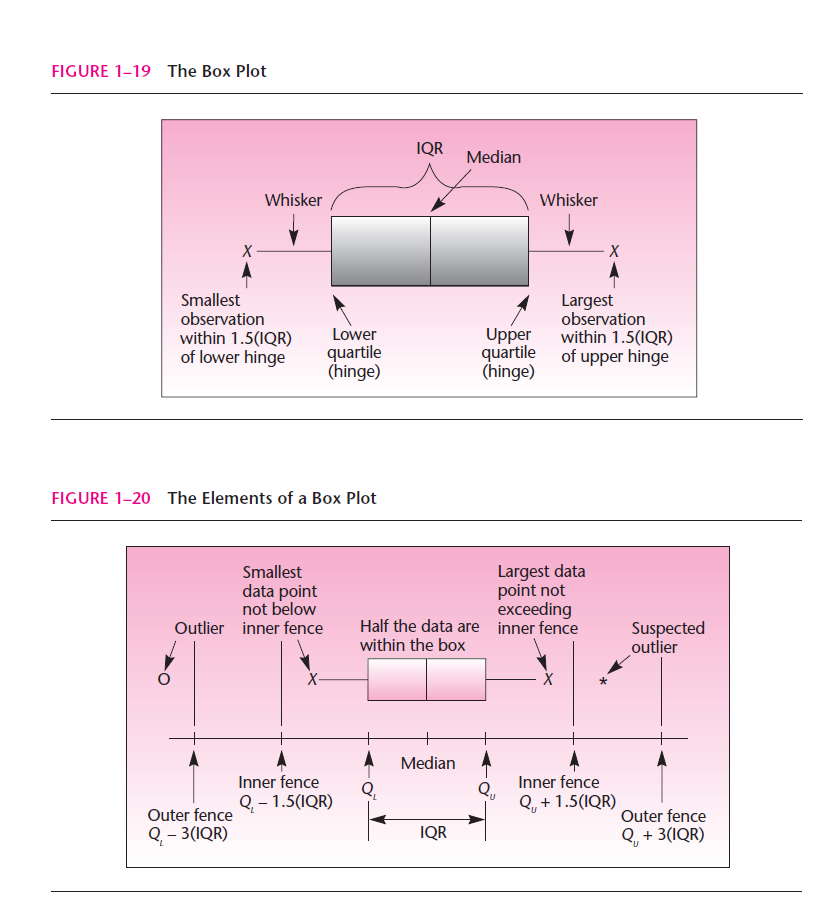 FIGURE 1–19 The Box Plot
IQR
Median
Whisker
Whisker
X
X
Smallest
observation
within 1.5(IQR)
of lower hinge
Lower
quartile
(hinge)
Upper
quartile
(hinge)
Largest
observation
within 1.5(IQR)
of upper hinge
FIGURE 1–20 The Elements of a Box Plot
Outlier
Smallest
data point
not below
inner fence
Half the data are
within the box
Largest data
point not
exceeding
inner fence
Suspected
outlier
O
X
X
*
Median
Outer fence
Q_L – 3(IQR)
Inner fence
Q_L – 1.5(IQR)
Q_L
IQR
Q_U
Inner fence
Q_U + 1.5(IQR)
Outer fence
Q_U + 3(IQR)